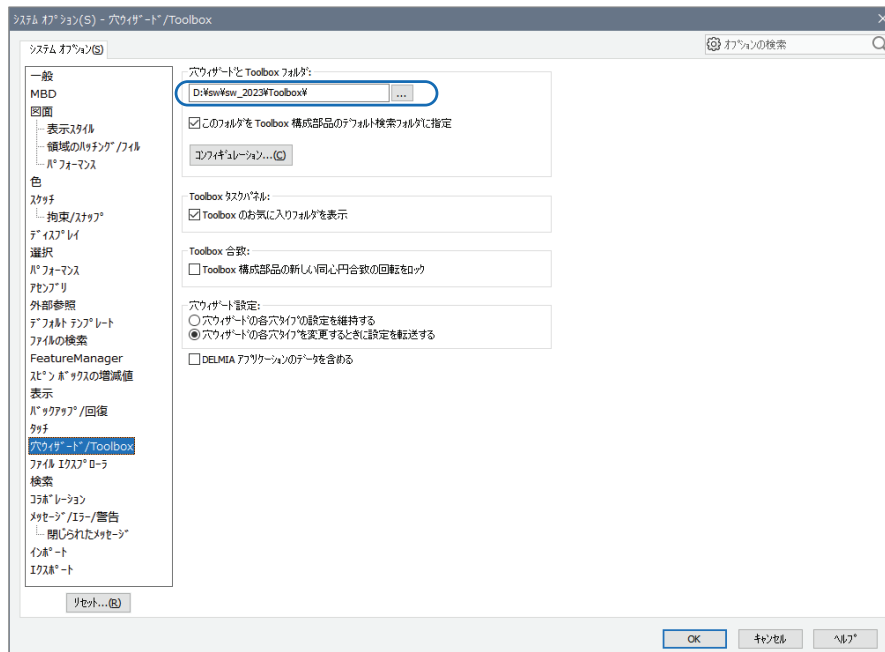 システム オプション(S) - 穴ウィザード/Toolbox
システム オプション(S)
オプションの検索
一般
MBD
図面
表示スタイル
領域のハッチング/フィル
パフォーマンス
色
スケッチ
拘束/スナップ
ディスプレイ
選択
パフォーマンス
アセンブリ
外部参照
デフォルト テンプレート
ファイルの検索
FeatureManager
スピン ボックスの増減値
表示
バックアップ/回復
タッチ
穴ウィザード/Toolbox
ファイル エクスプローラ
検索
コラボレーション
メッセージ/エラー/警告
閉じられたメッセージ
インポート
エクスポート
リセット...(R)
穴ウィザードと Toolbox フォルダ:
D:¥sw¥sw_2023¥Toolbox¥
...
このフォルダを Toolbox 構成部品のデフォルト検索フォルダに指定
コンフィギュレーション...(C)
Toolbox タスクパネル:
Toolbox のお気に入りフォルダを表示
Toolbox 合致:
Toolbox 構成部品の新しい同心円合致の回転をロック
穴ウィザード設定:
穴ウィザードの各穴タイプの設定を維持する
穴ウィザードの各穴タイプを変更するときに設定を転送する
DELMIA アプリケーションのデータを含める
OK
キャンセル
ヘルプ